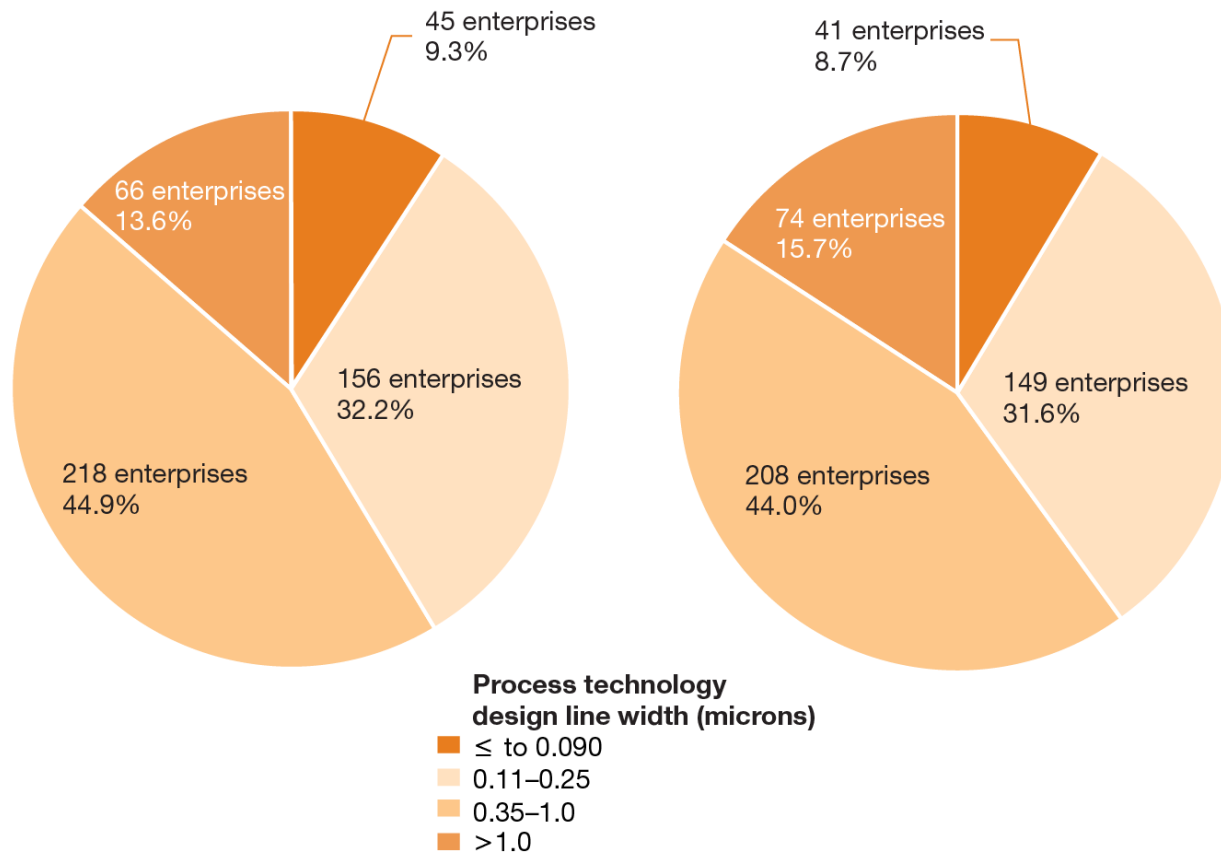 45 enterprises
9.3%
41 enterprises
8.7%
66 enterprises
13.6%
74 enterprises
15.7%
156 enterprises
32.2%
149 enterprises
31.6%
218 enterprises
44.9%
208 enterprises
44.0%
Process technology
design line width (microns)
≤ to 0.090
0.11–0.25
0.35–1.0
>1.0